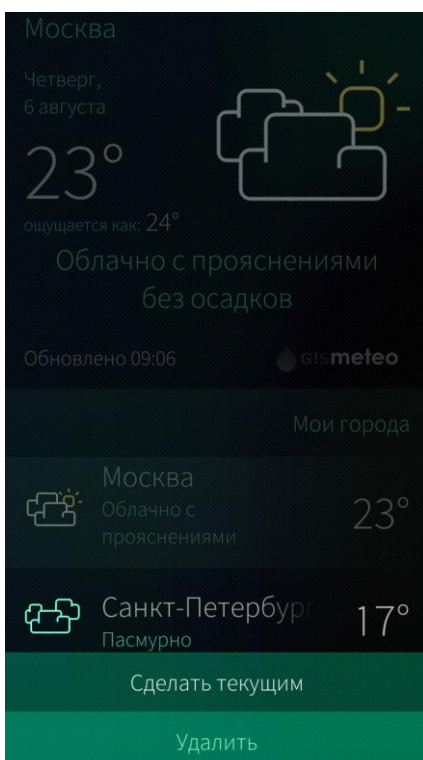 Москва
Четверг,
6 августа
23°
ощущается как: 24°
Облачно с прояснениями
без осадков
Обновлено 09:06
GISmeteo
Мои города
Москва
Облачно с
прояснениями
23°
Санкт-Петербур
Пасмурно
17°
Сделать текущим
Удалить